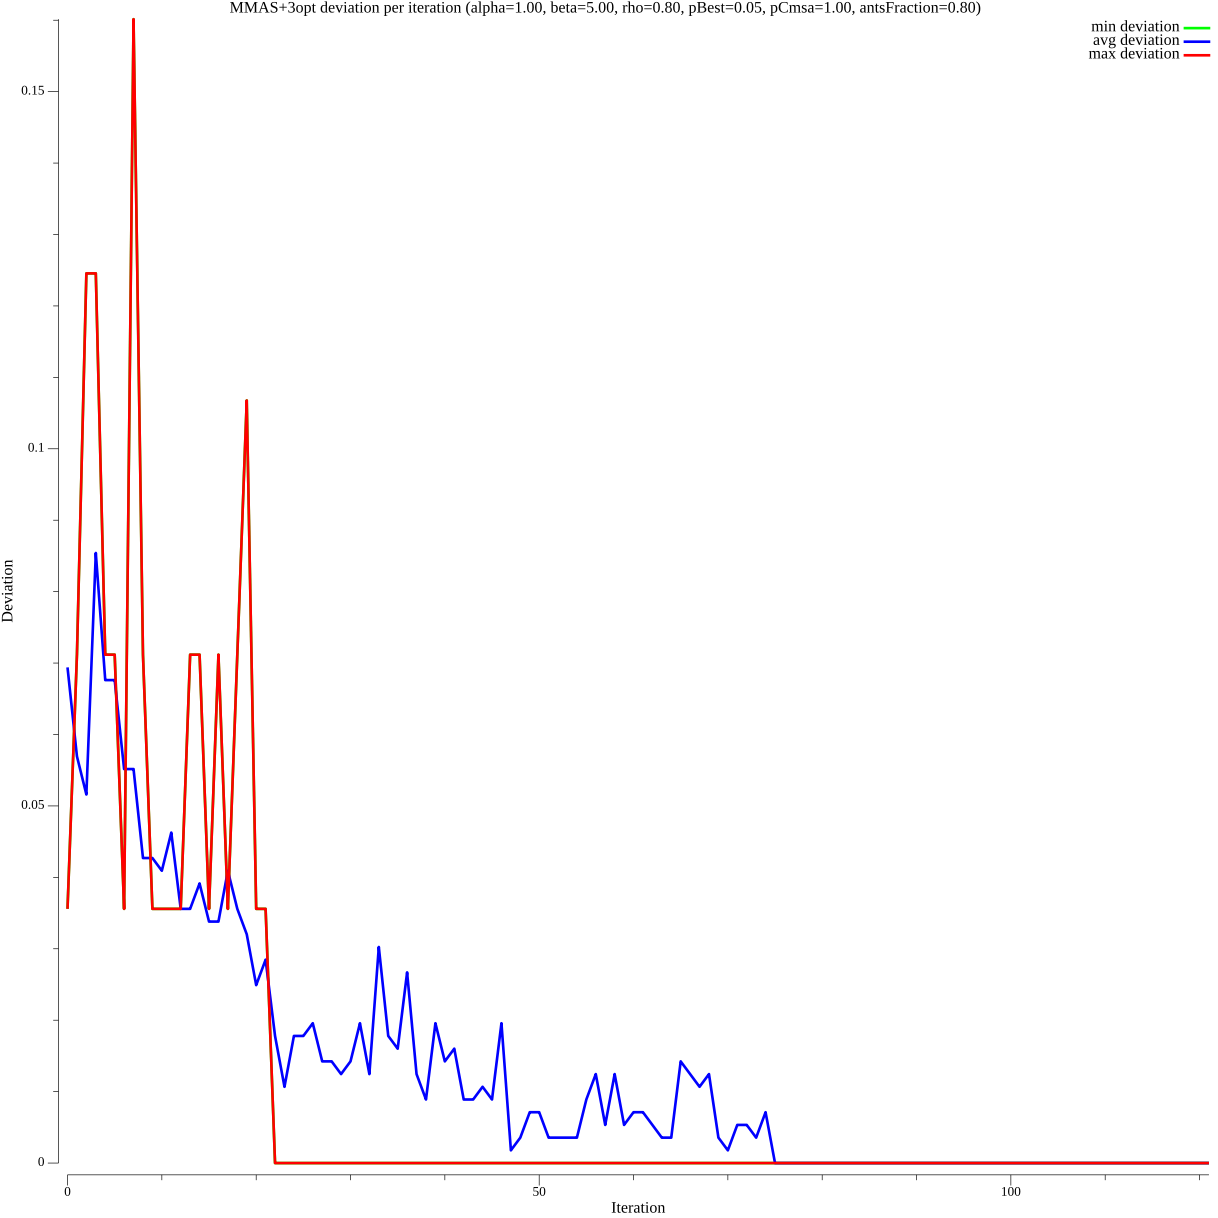 MMAS+3opt deviation per iteration (alpha=1.00, beta=5.00, rho=0.80, pBest=0.05, pCmsa=1.00, antsFraction=0.80)
min deviation
avg deviation
max deviation
0.15
0.1
0.05
0
Deviation
0
50
100
Iteration